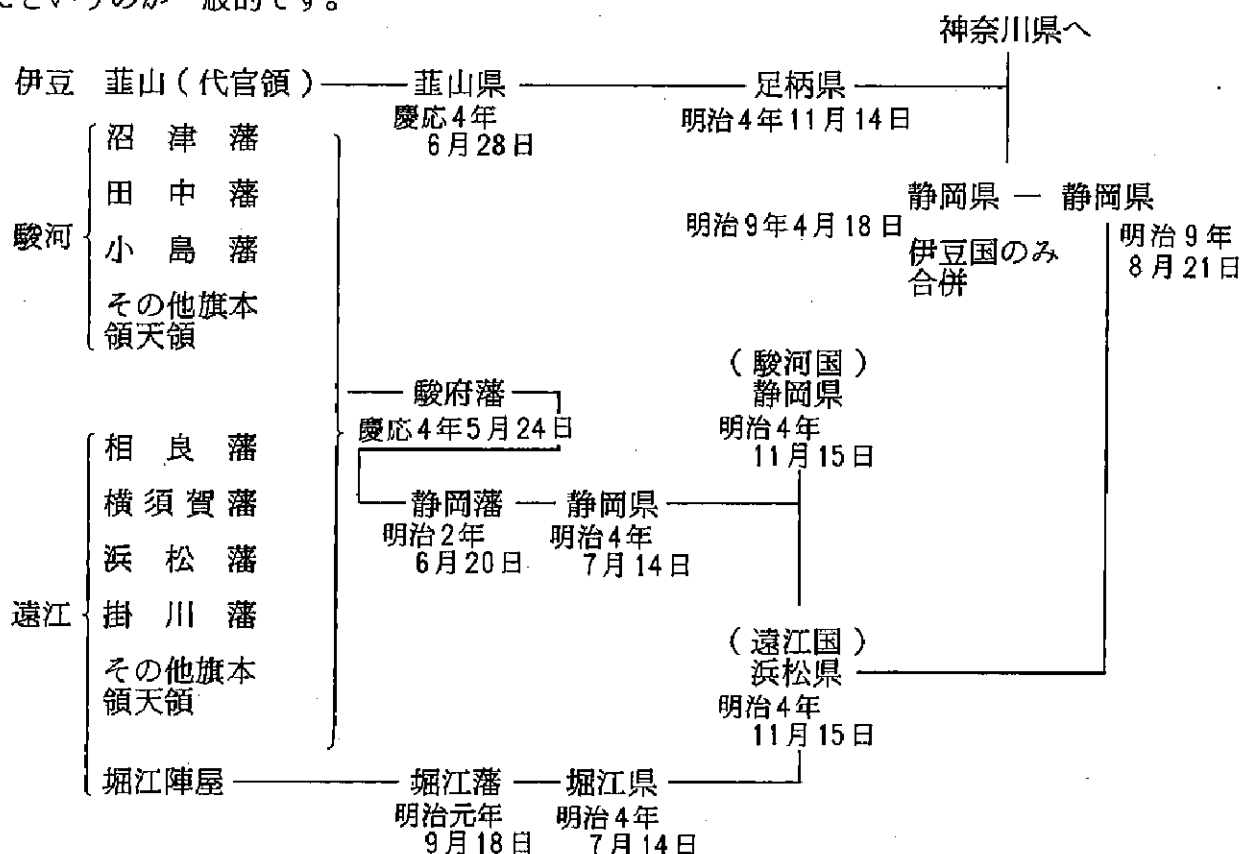 たというのが一般的です。
神奈川県へ
伊豆 韮山(代官領) 韮山県 足柄県
慶応4年
6月28日
明治4年11月14日
駿河
沼津藩
田中藩
小島藩
その他旗本
領天領
静岡県 ― 静岡県
明治9年4月18日
伊豆国のみ
合併
明治9年
8月21日
駿府藩
慶応4年5月24日
(駿河国)
静岡県
明治4年
11月15日
遠江
相良藩
横須賀藩
浜松藩
掛川藩
その他旗本
領天領
静岡藩 ― 静岡県
明治2年
6月20日
明治4年
7月14日
(遠江国)
浜松県
明治4年
11月15日
堀江陣屋 堀江藩 ― 堀江県
明治元年
9月18日
明治4年
7月14日